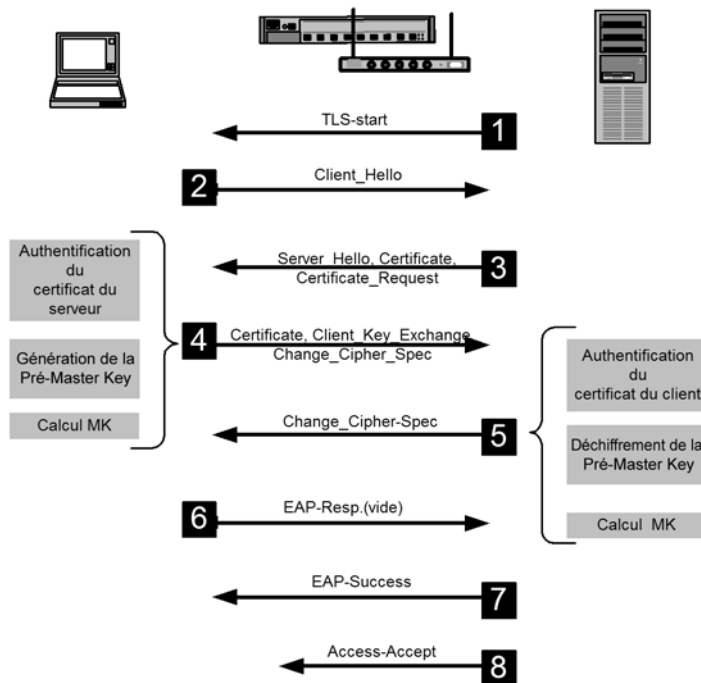 TLS-start
1
2
Client_Hello
Server_Hello, Certificate,
Certificate_Request
3
Authentification
du
certificat du
serveur
Génération de la
Pré-Master Key
Calcul MK
4
Certificate, Client_Key_Exchange
Change_Cipher_Spec
Change_Cipher-Spec
5
Authentification
du
certificat du client
Déchiffrement de la
Pré-Master Key
Calcul MK
6
EAP-Resp.(vide)
EAP-Success
7
Access-Accept
8